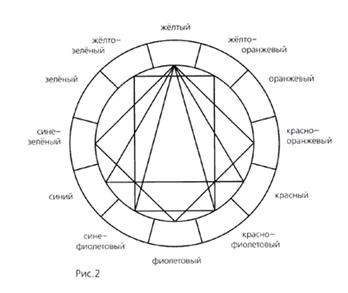 жёлтый
жёлто-
зелёный
жёлто-
оранжевый
зелёный
оранжевый
сине-
зелёный
красно-
оранжевый
синий
красный
сине-
фиолетовый
красно-
фиолетовый
фиолетовый
Рис.2